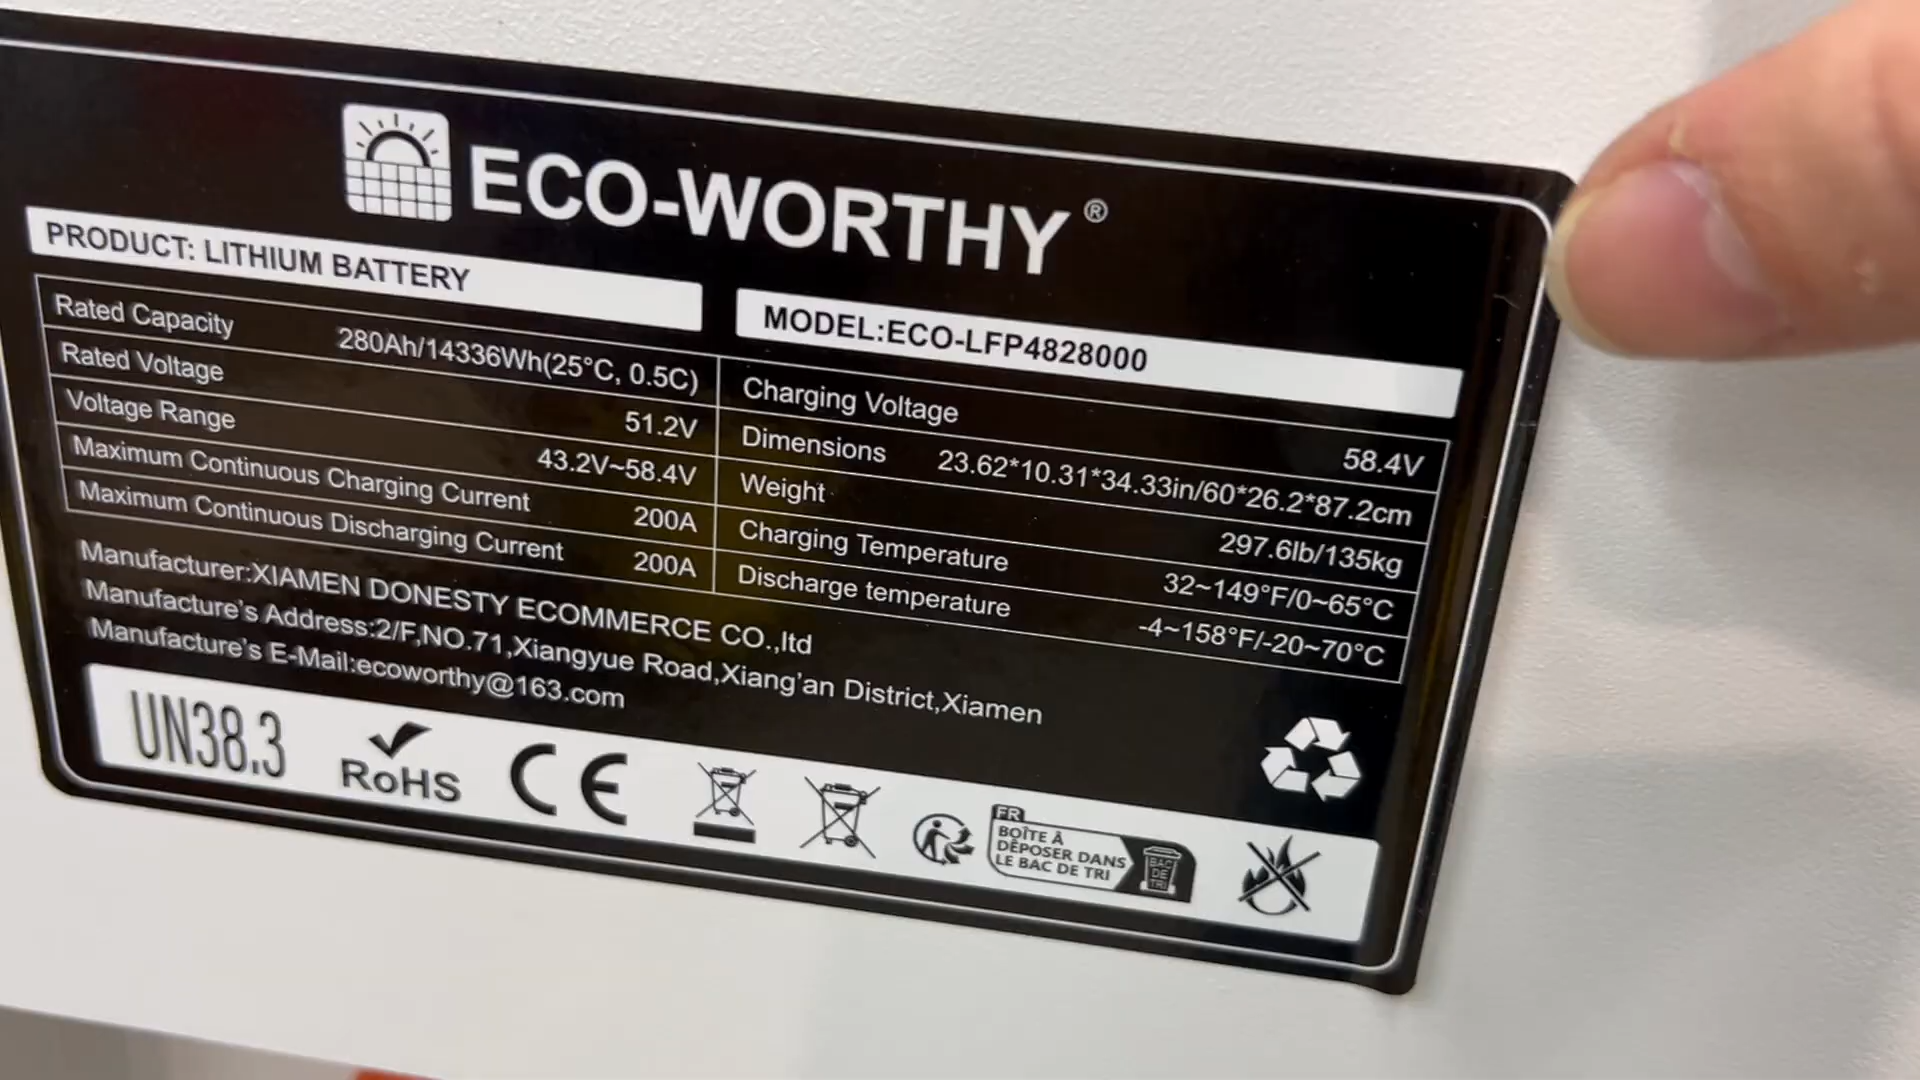 ECO-WORTHY®
PRODUCT: LITHIUM BATTERY
MODEL:ECO-LFP4828000
Rated Capacity 280Ah/14336Wh(25°C, 0.5C)
Rated Voltage 51.2V
Voltage Range 43.2V~58.4V
Maximum Continuous Charging Current 200A
Maximum Continuous Discharging Current 200A
Charging Voltage 58.4V
Dimensions 23.62*10.31*34.33in/60*26.2*87.2cm
Weight 297.6lb/135kg
Charging Temperature 32~149°F/0~65°C
Discharge temperature -4~158°F/-20~70°C
Manufacturer:XIAMEN DONESTY ECOMMERCE CO.,ltd
Manufacture's Address:2/F,NO.71,Xiangyue Road,Xiang'an District,Xiamen
Manufacture's E-Mail:ecoworthy@163.com
UN38.3
RoHS
CE
FR
BOÎTE À
DÉPOSER DANS
LE BAC DE TRI
BAC
DE
TRI